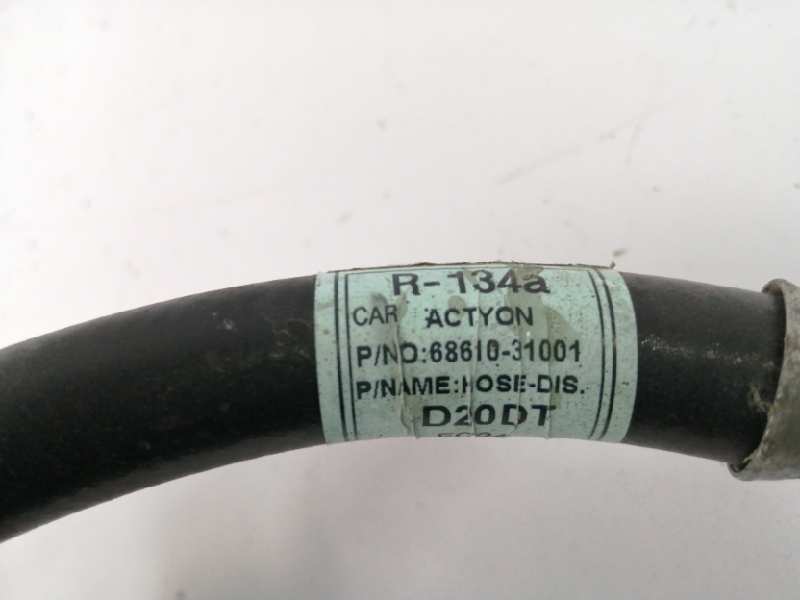 R-134a
CAR : ACTYON
P/NO:68610-31001
P/NAME:HOSE-DIS.
D20DT